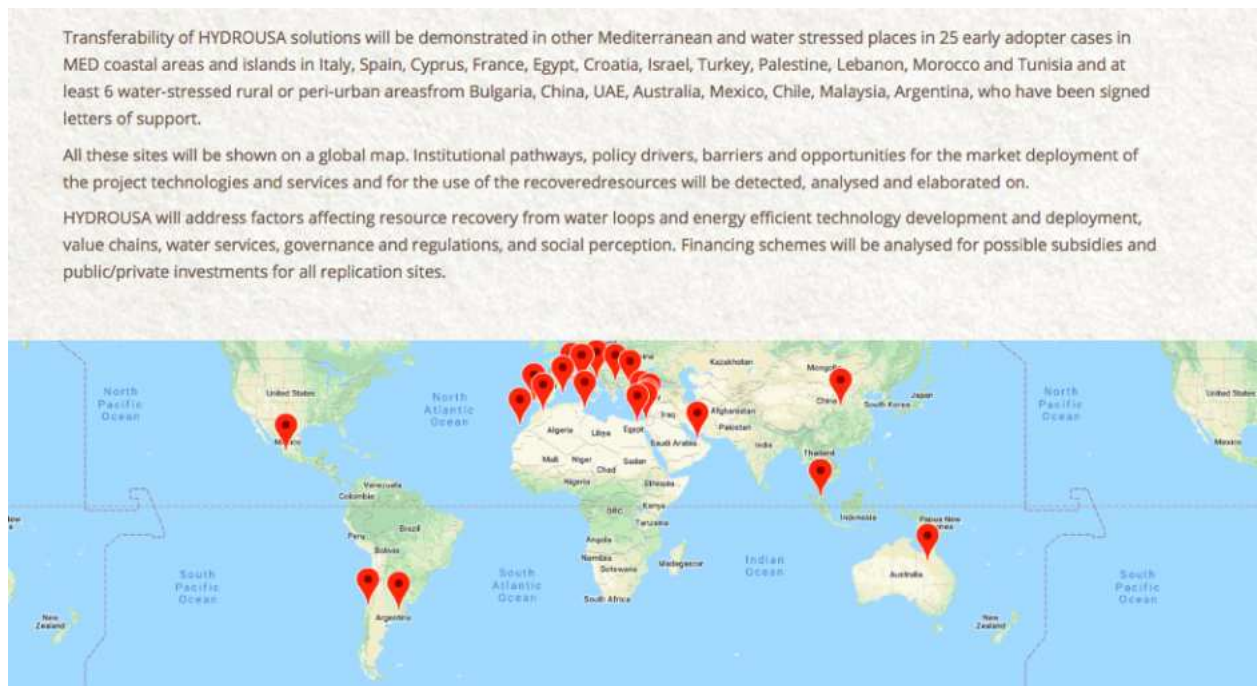 Transferability of HYDROUSA solutions will be demonstrated in other Mediterranean and water stressed places in 25 early adopter cases in
MED coastal areas and islands in Italy, Spain, Cyprus, France, Egypt, Croatia, Israel, Turkey, Palestine, Lebanon, Morocco and Tunisia and at
least 6 water-stressed rural or peri-urban areasfrom Bulgaria, China, UAE, Australia, Mexico, Chile, Malaysia, Argentina, who have been signed
letters of support.
All these sites will be shown on a global map. Institutional pathways, policy drivers, barriers and opportunities for the market deployment of
the project technologies and services and for the use of the recoveredresources will be detected, analysed and elaborated on.
HYDROUSA will address factors affecting resource recovery from water loops and energy efficient technology development and deployment,
value chains, water services, governance and regulations, and social perception. Financing schemes will be analysed for possible subsidies and
public/private investments for all replication sites.
North
Pacific
Ocean
United States
Mexico
North
Atlantic
Ocean
Venezuela
Colombia
Peru
Brazil
Bolivia
Argentina
South
Pacific
Ocean
New
Zealand
South
Atlantic
Ocean
Algeria
Libya
Egypt
Mali
Niger
Chad
Sudan
Nigeria
Ethiopia
DRC
Kenya
Tanzania
Angola
Namibia
Botswana
Madagascar
South Africa
Iraq
Saudi Arabia
Kazakhstan
Afghanistan
Pakistan
India
Mongolia
China
South Korea
Japan
Thailand
Indonesia
Papua New
Indian
Ocean
Australia
New
Zealand
North
Pacific
Ocean
South
Pacific
Ocean
United States
Mexico